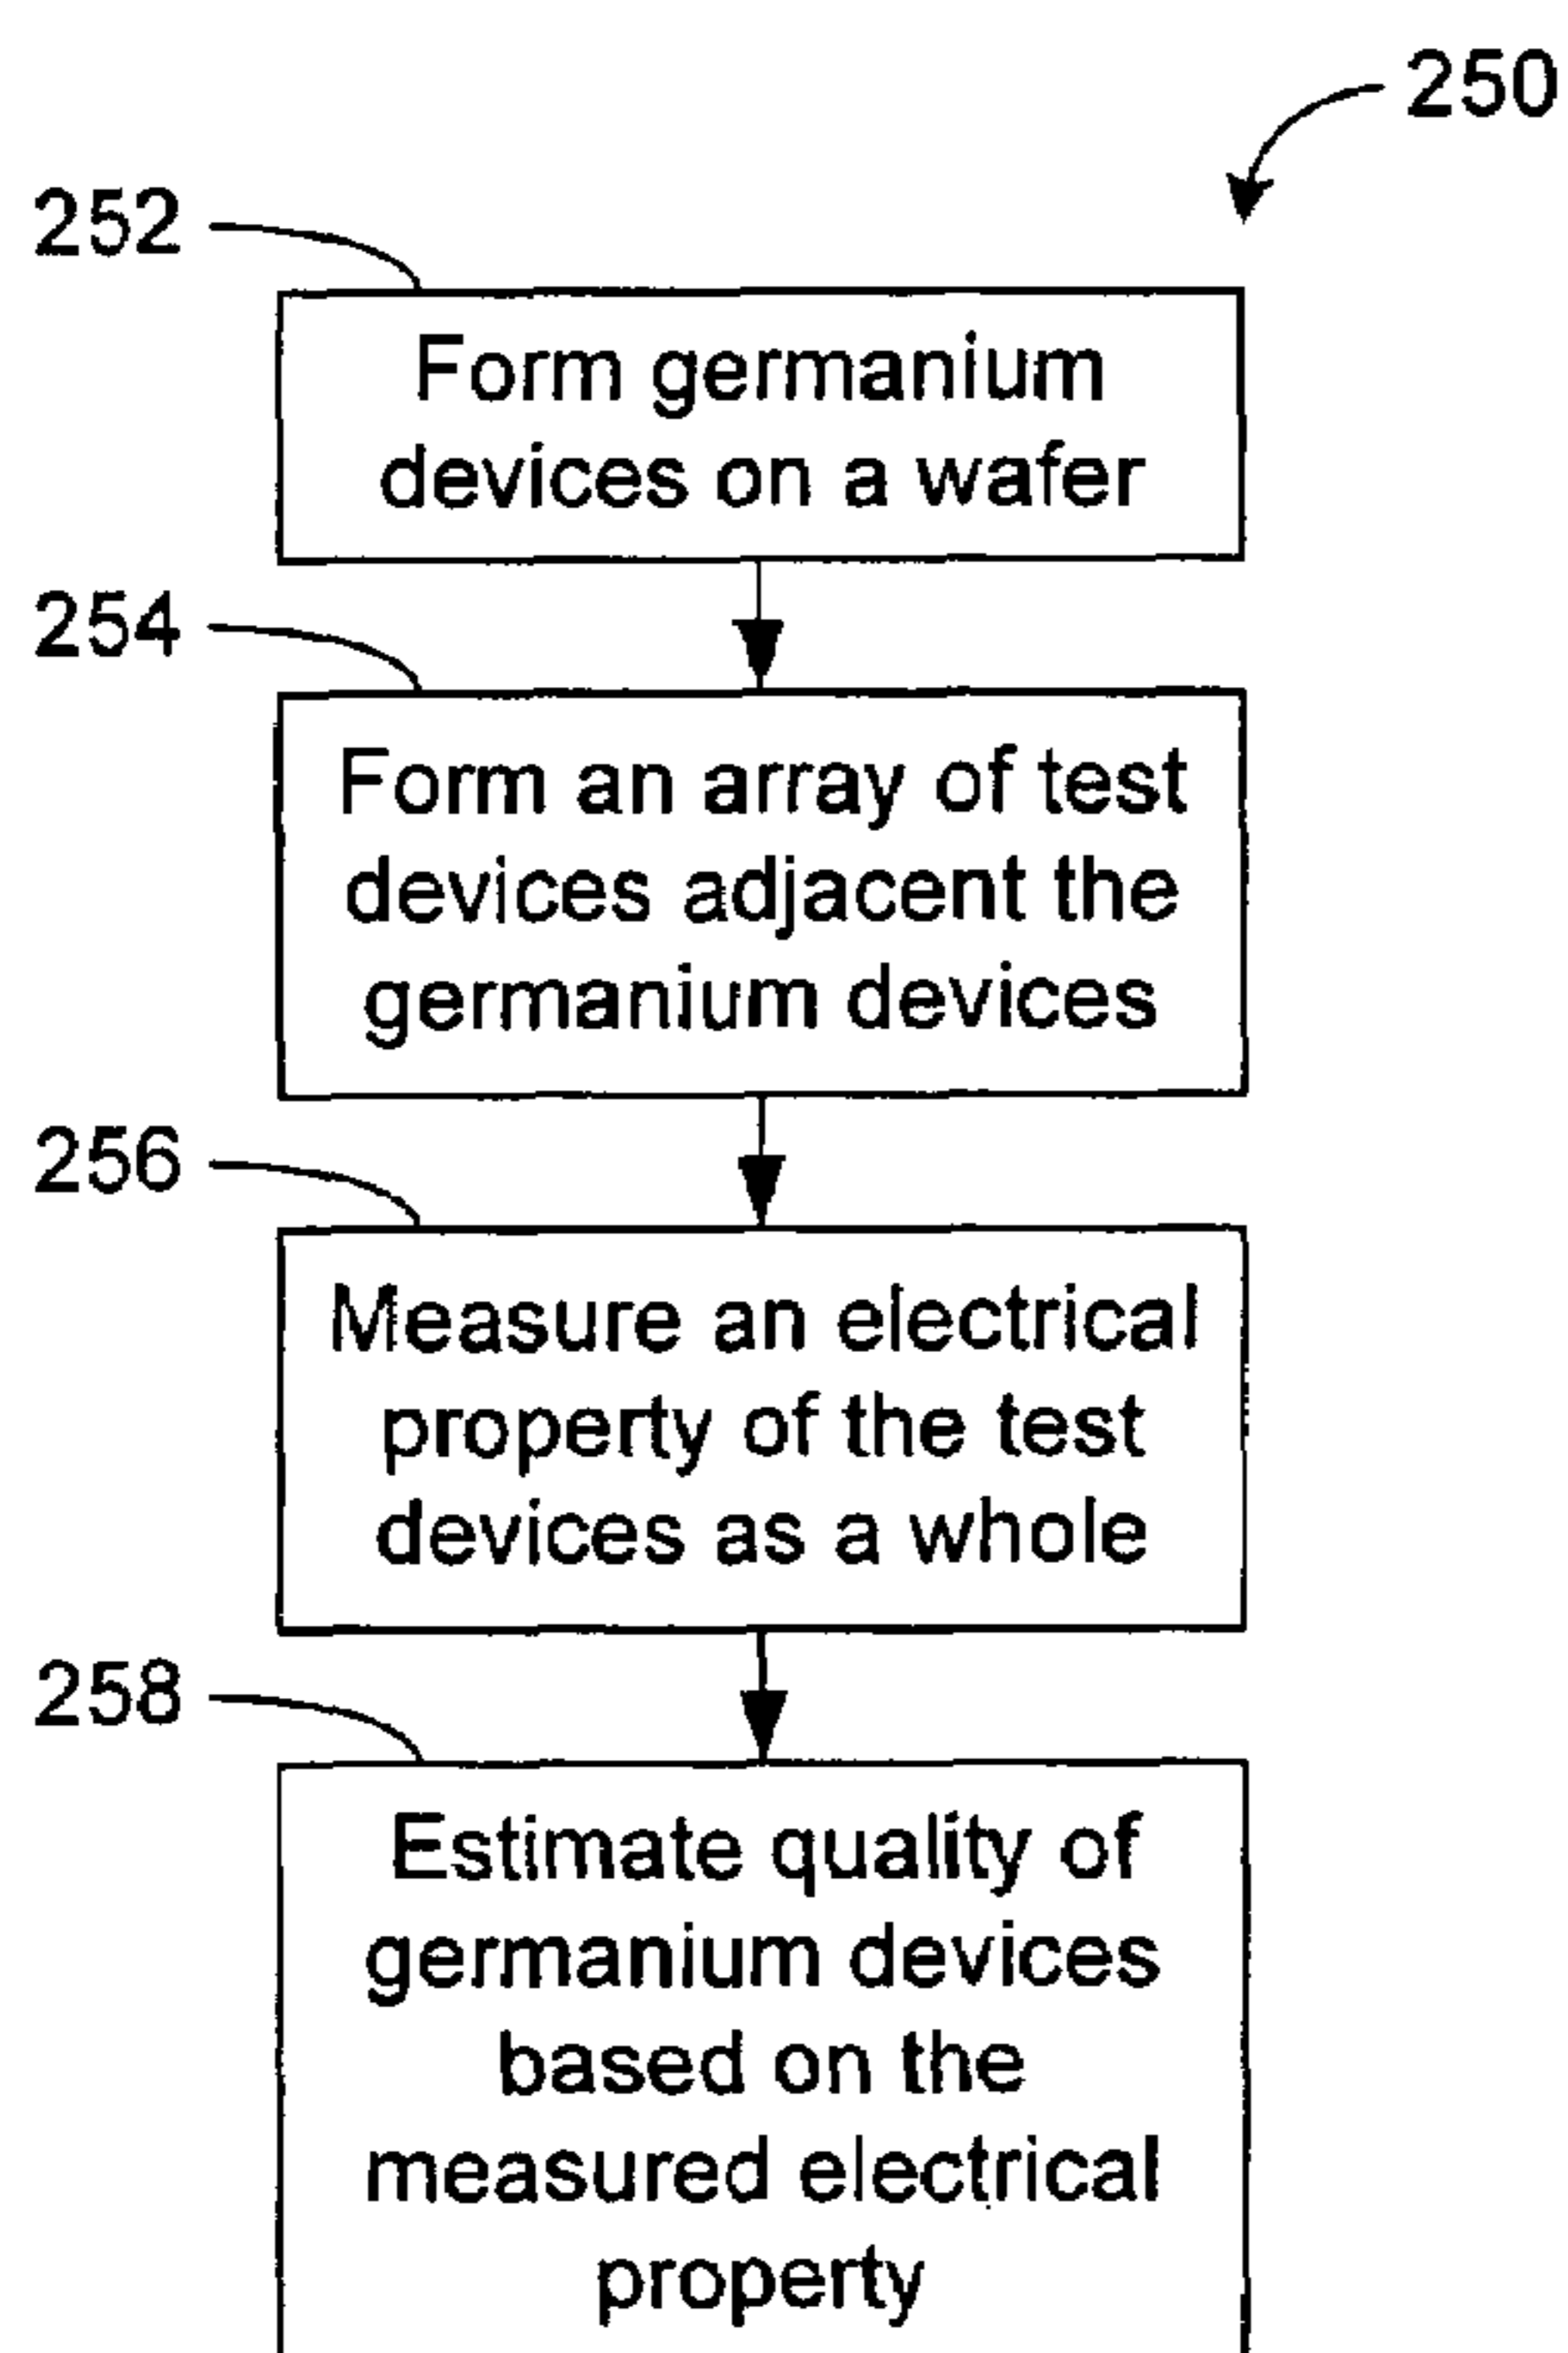 250
252
Form germanium
devices on a wafer
254
Form an array of test
devices adjacent the
germanium devices
256
Measure an electrical
property of the test
devices as a whole
258
Estimate quality of
germanium devices
based on the
measured electrical
property